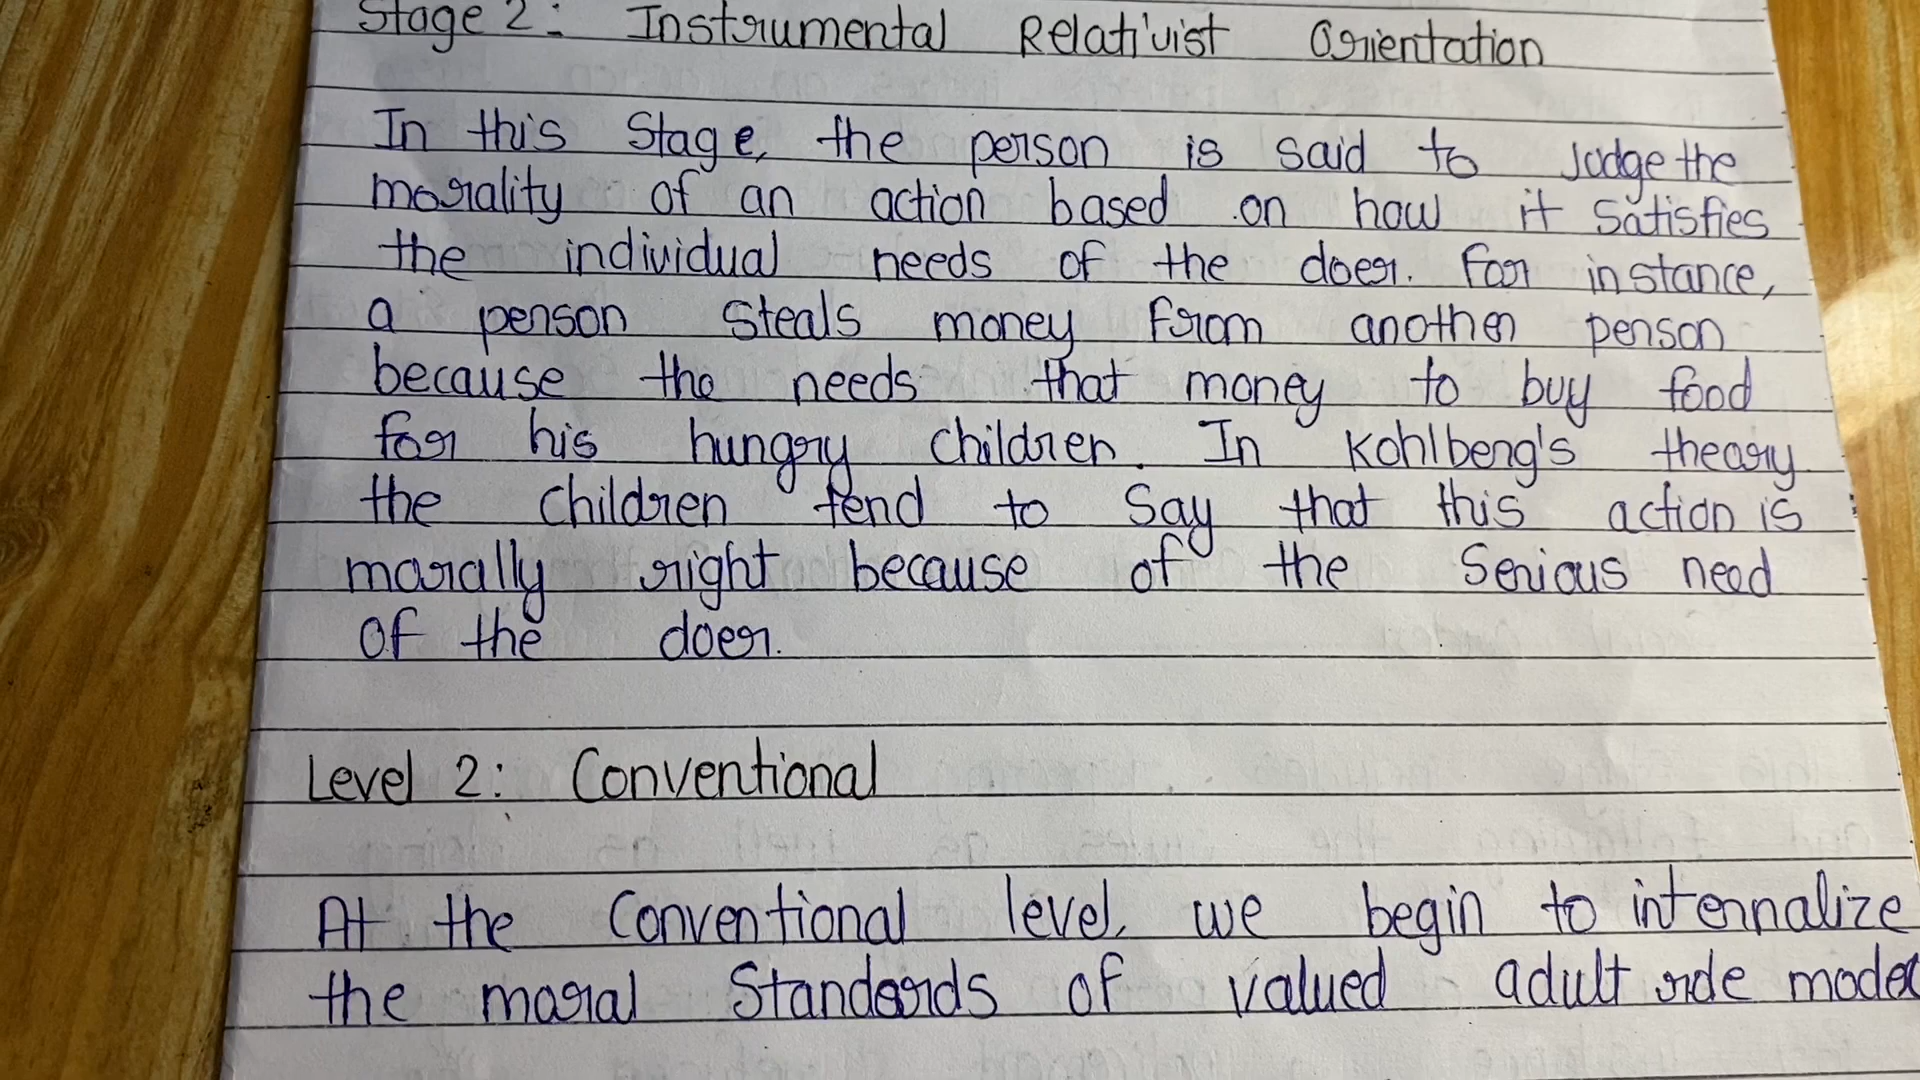 Stage 2: Instrumental Relativist Orientation
In this Stage, the person is said to Judge the
morality of an action based on how it satisfies
the individual needs of the doer. For instance,
a person steals money from another person
because the needs that money to buy food
for his hungry children. In Kohlberg's theory
the children tend to say that this action is
morally right because of the serious need
of the doer.
Level 2: Conventional
At the Conventional level, we begin to internalize
the moral Standards of valued adult role model